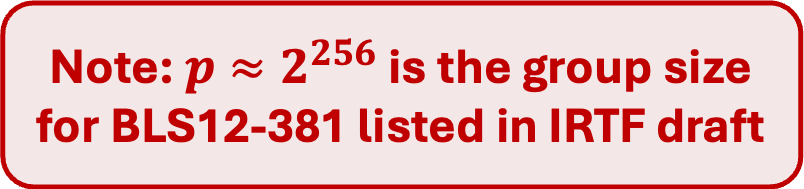 Note: p ≈ 2^256 is the group size
for BLS12-381 listed in IRTF draft